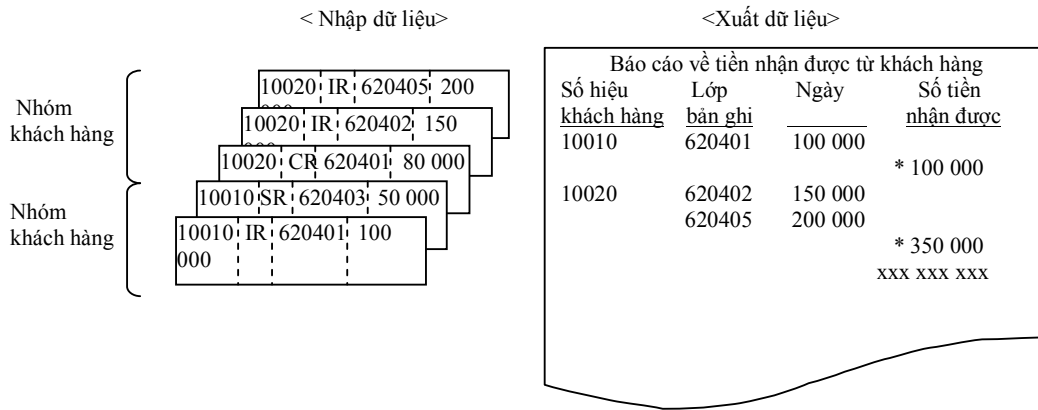 < Nhập dữ liệu>
<Xuất dữ liệu>
Nhóm
khách hàng
Nhóm
khách hàng
10020 IR 620405 200
10020 IR 620402 150
10020 CR 620401 80 000
10010 SR 620403 50 000
10010 IR 620401 100
000
Báo cáo về tiền nhận được từ khách hàng
Số hiệu Lớp Ngày Số tiền
khách hàng bản ghi nhận được
10010 620401 100 000
* 100 000
10020 620402 150 000
620405 200 000
* 350 000
xxx xxx xxx